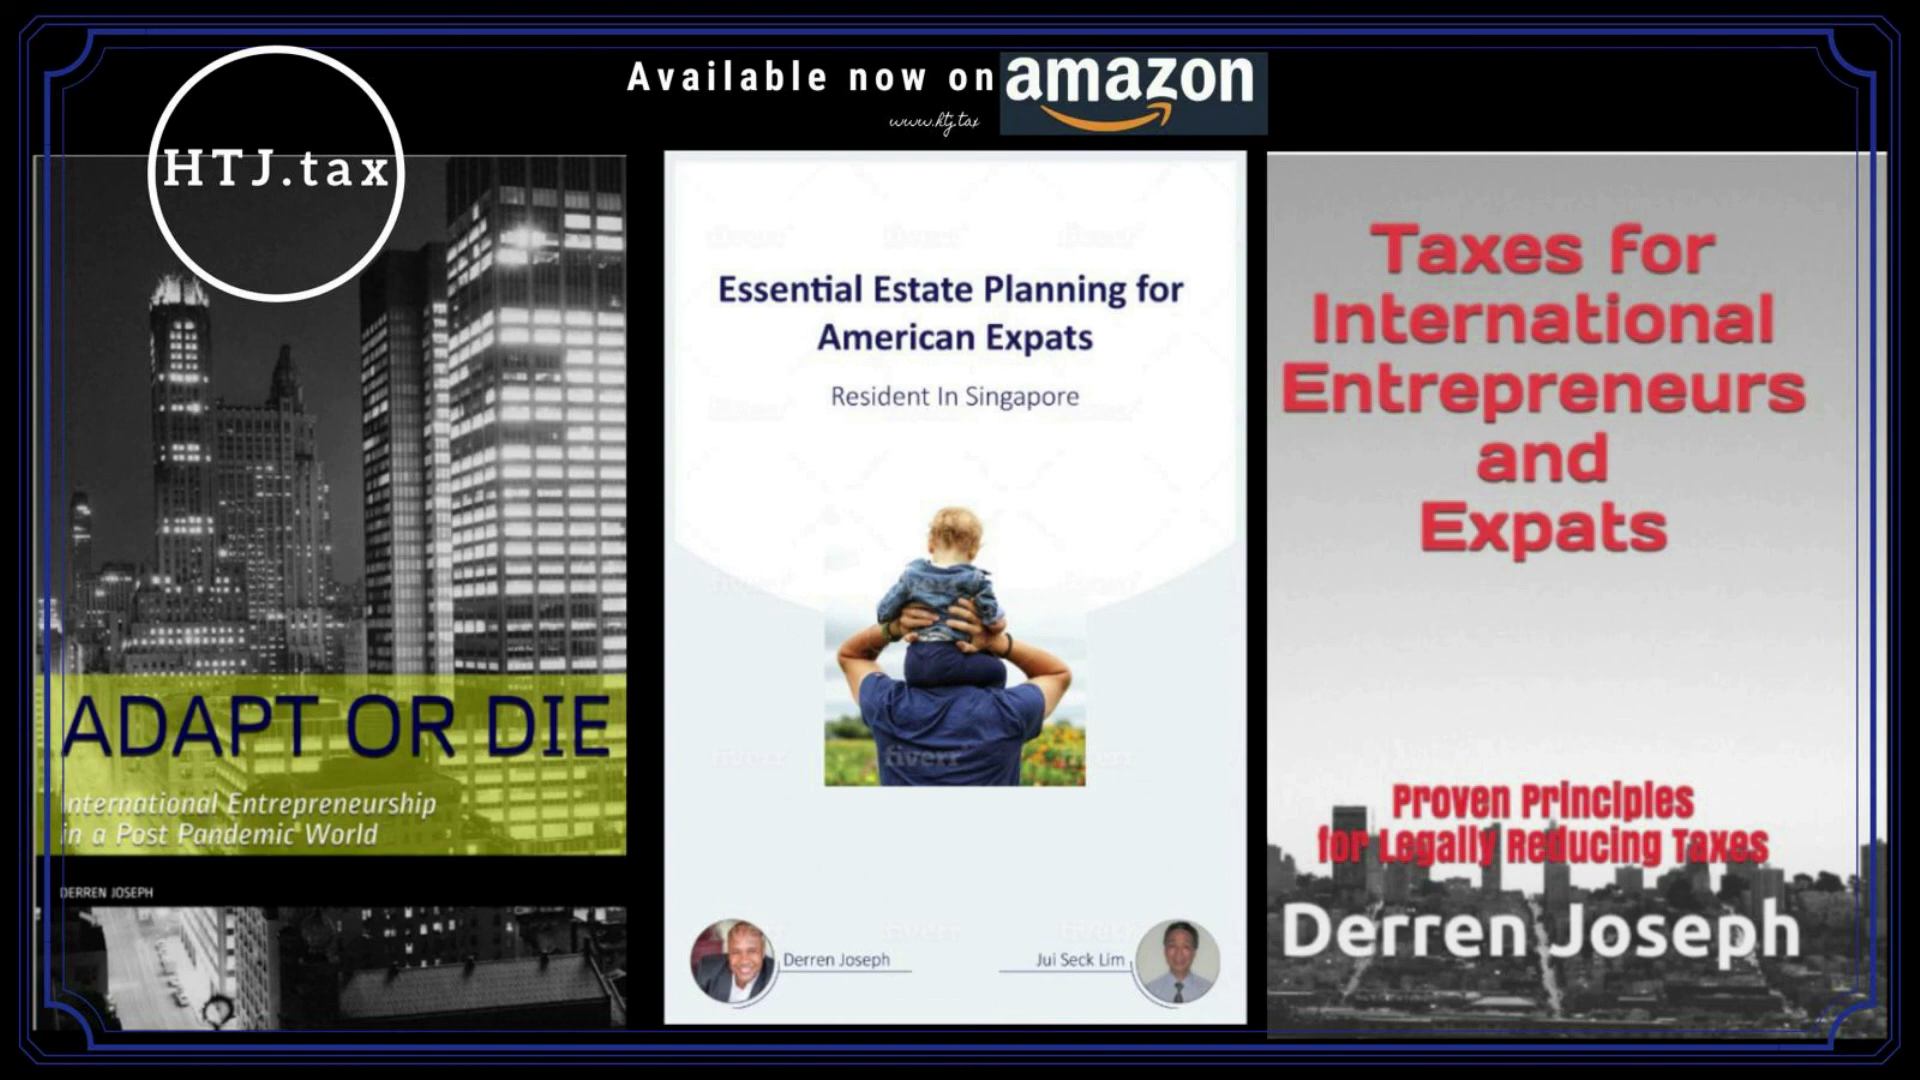 Available now on amazon
www.htj.tax
HTJ.tax
ADAPT OR DIE
International Entrepreneurship
in a Post Pandemic World
DERREN JOSEPH
Essential Estate Planning for
American Expats
Resident In Singapore
fiverr
Derren Joseph
Jui Seck Lim
Taxes for
International
Entrepreneurs
and
Expats
Proven Principles
for Legally Reducing Taxes
Derren Joseph